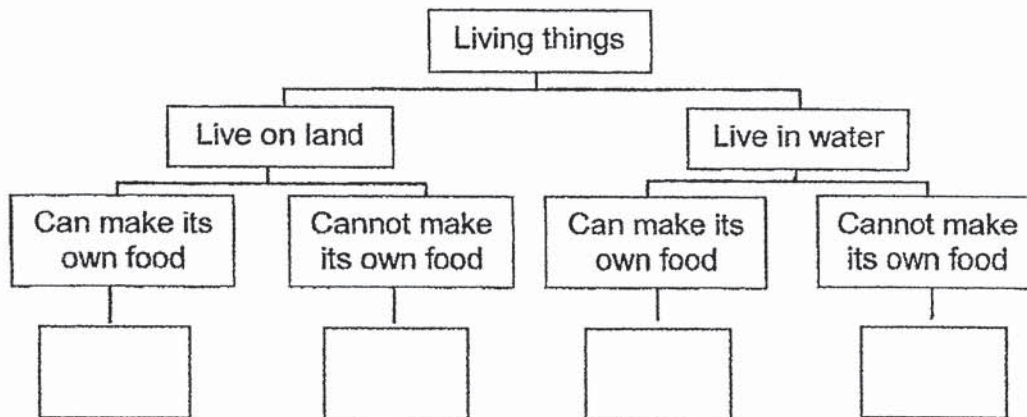 Living things
Live on land
Live in water
Can make its
own food
Cannot make
its own food
Can make its
own food
Cannot make
its own food